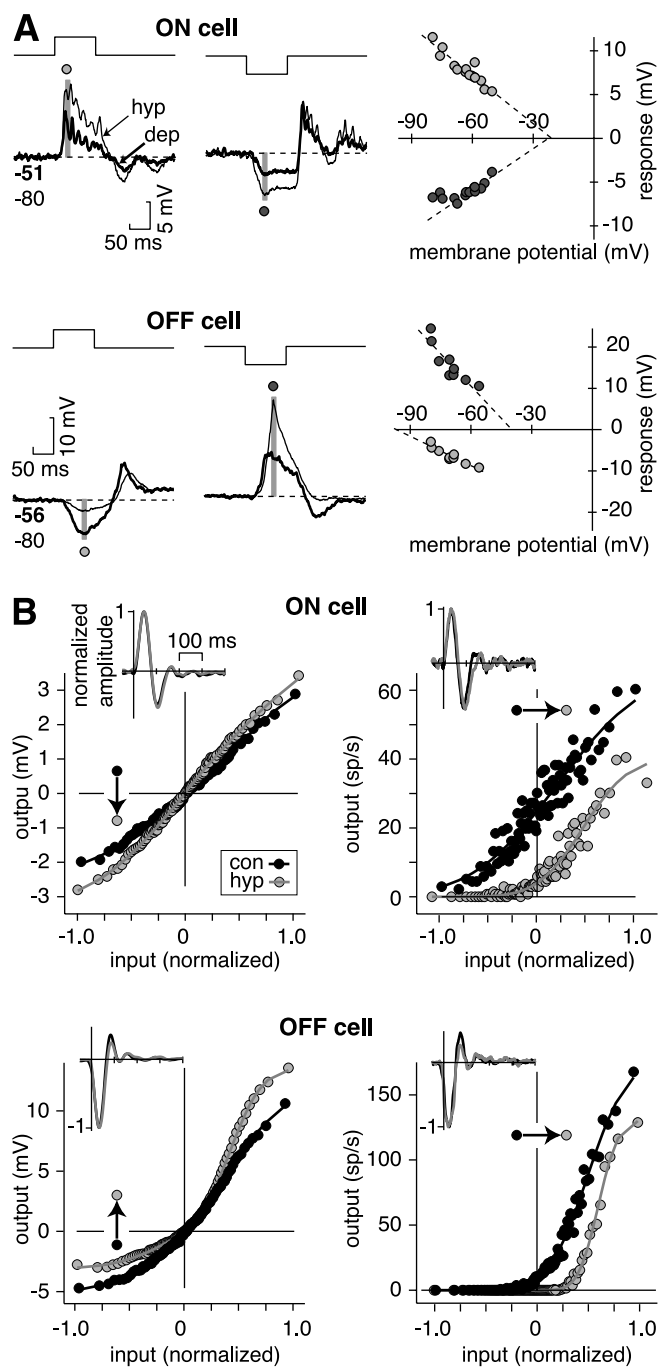 A
ON cell
hyp
dep
-51
-80
5 mV
50 ms
10
5
0
-5
-10
response (mV)
-90
-60
-30
membrane potential (mV)
OFF cell
10 mV
50 ms
-56
-80
20
10
0
-10
-20
response (mV)
-90
-60
-30
membrane potential (mV)
B
ON cell
1
normalized
amplitude
100 ms
3
2
1
0
-1
-2
-3
outpu (mV)
con
hyp
-1.0
0
1.0
input (normalized)
1
60
40
20
0
output (sp/s)
-1.0
0
1.0
input (normalized)
OFF cell
-1
10
5
0
-5
output (mV)
-1.0
0
1.0
input (normalized)
-1
150
100
50
0
output (sp/s)
-1.0
0
1.0
input (normalized)